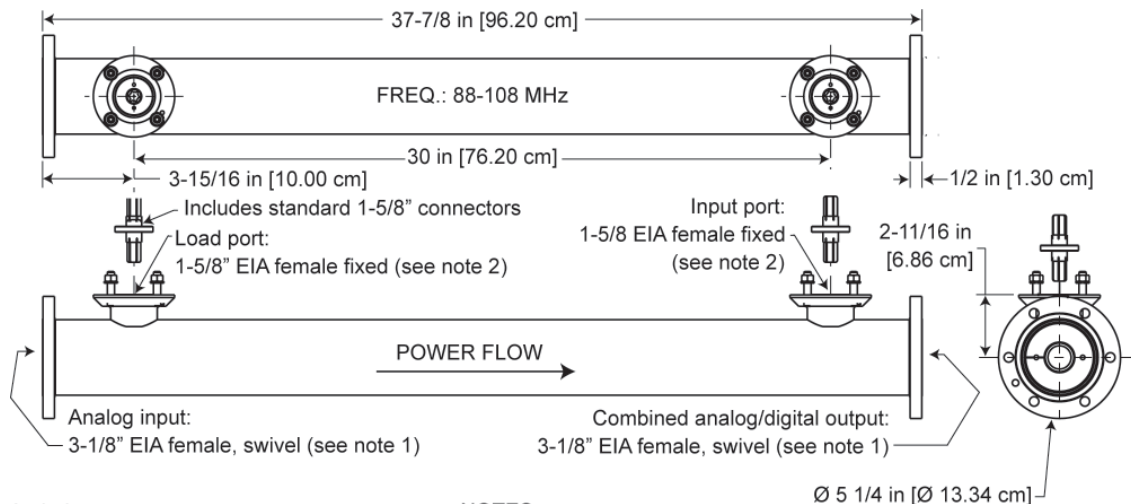 37-7/8 in [96.20 cm]
FREQ.: 88-108 MHz
30 in [76.20 cm]
3-15/16 in [10.00 cm]
1/2 in [1.30 cm]
Includes standard 1-5/8” connectors
Load port:
1-5/8” EIA female fixed (see note 2)
Input port:
1-5/8 EIA female fixed
(see note 2)
2-11/16 in
[6.86 cm]
POWER FLOW
Analog input:
3-1/8” EIA female, swivel (see note 1)
Combined analog/digital output:
3-1/8” EIA female, swivel (see note 1)
Ø 5 1/4 in [Ø 13.34 cm]